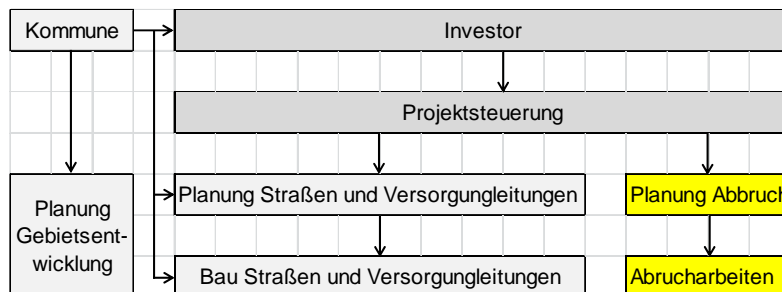 Kommune
Investor
Projektsteuerung
Planung
Gebietsent-
wicklung
Planung Straßen und Versorgungleitungen
Planung Abbruch
Bau Straßen und Versorgungleitungen
Abrucharbeiten